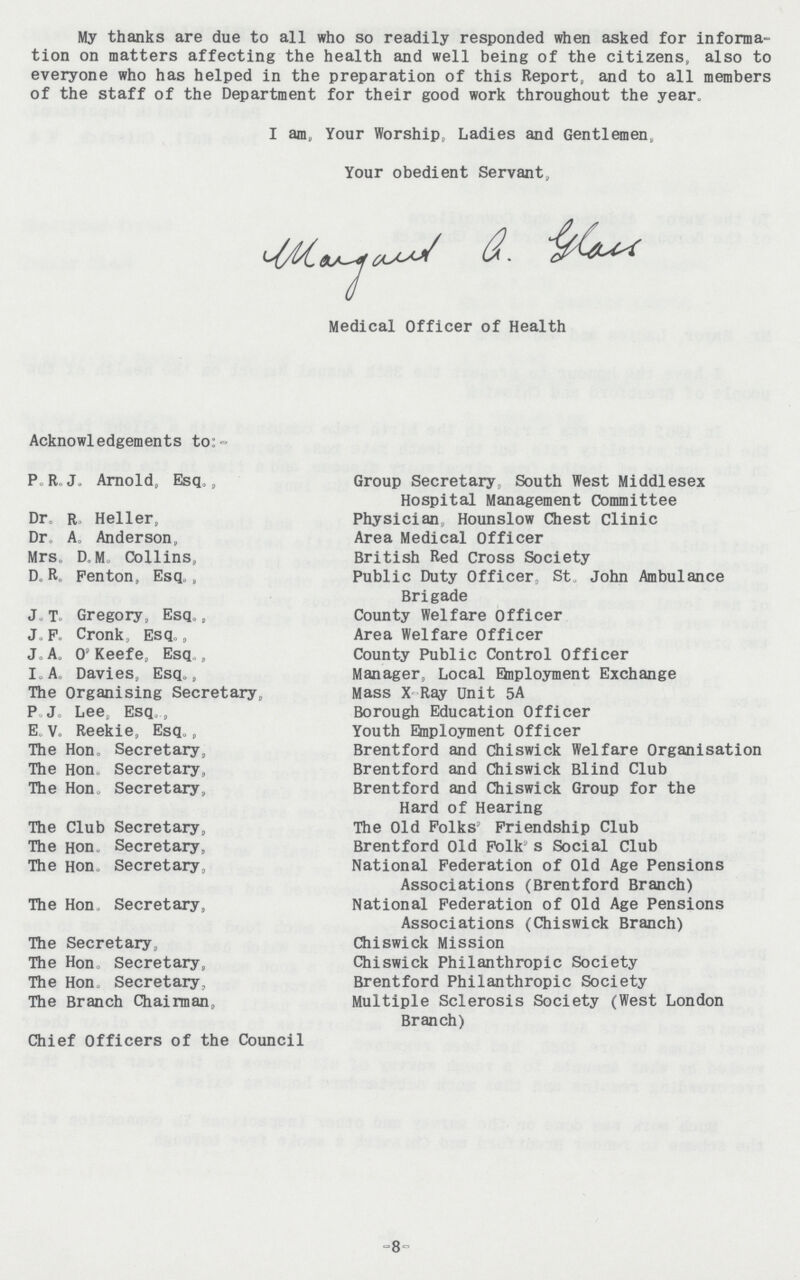 My thanks are due to all who so readily responded when asked for informa-
tion on matters affecting the health and well being of the citizens, also to
everyone who has helped in the preparation of this Report, and to all members
of the staff of the Department for their good work throughout the year.
I am, Your Worship, Ladies and Gentlemen,
Your obedient Servant,
Margaret A. Glass
Medical Officer of Health
Acknowledgements to:-
P.R.J. Arnold, Esq., Group Secretary, South West Middlesex
Hospital Management Committee
Dr. R. Heller, Physician, Hounslow Chest Clinic
Dr. A. Anderson, Area Medical Officer
Mrs. D.M. Collins, British Red Cross Society
D.R. Fenton, Esq., Public Duty Officer, St. John Ambulance
Brigade
J.T. Gregory, Esq., County Welfare Officer
J.F. Cronk, Esq., Area Welfare Officer
J.A. O'Keefe, Esq., County Public Control Officer
I.A. Davies, Esq., Manager, Local Employment Exchange
The Organising Secretary, Mass X-Ray Unit 5A
P.J. Lee, Esq., Borough Education Officer
E.V. Reekie, Esq., Youth Employment Officer
The Hon. Secretary, Brentford and Chiswick Welfare Organisation
The Hon. Secretary, Brentford and Chiswick Blind Club
The Hon. Secretary, Brentford and Chiswick Group for the
Hard of Hearing
The Club Secretary, The Old Folks' Friendship Club
The Hon. Secretary, Brentford Old Folk's Social Club
The Hon. Secretary, National Federation of Old Age Pensions
Associations (Brentford Branch)
The Hon. Secretary, National Federation of Old Age Pensions
Associations (Chiswick Branch)
The Secretary, Chiswick Mission
The Hon. Secretary, Chiswick Philanthropic Society
The Hon. Secretary, Brentford Philanthropic Society
The Branch Chairman, Multiple Sclerosis Society (West London
Branch)
Chief Officers of the Council
-8-